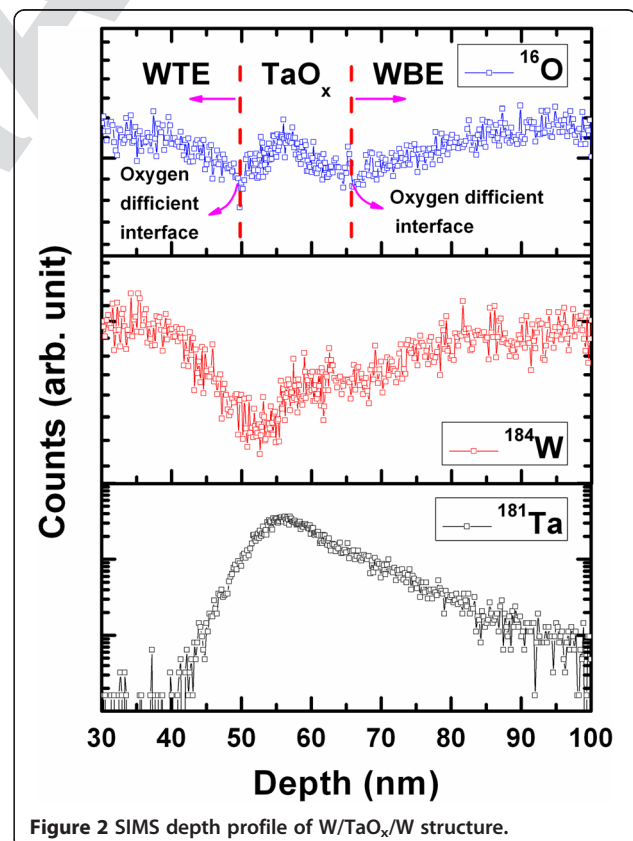 WTE TaOₓ WBE ¹⁶O
Oxygen
difficient
interface
Oxygen difficient
interface
¹⁸⁴W
¹⁸¹Ta
Counts (arb. unit)
30 40 50 60 70 80 90 100
Depth (nm)
Figure 2 SIMS depth profile of W/TaOₓ/W structure.